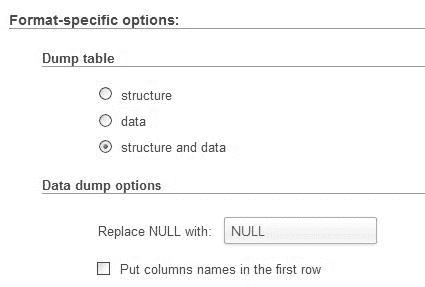 Format-specific options:
Dump table
structure
data
structure and data
Data dump options
Replace NULL with: NULL
Put columns names in the first row